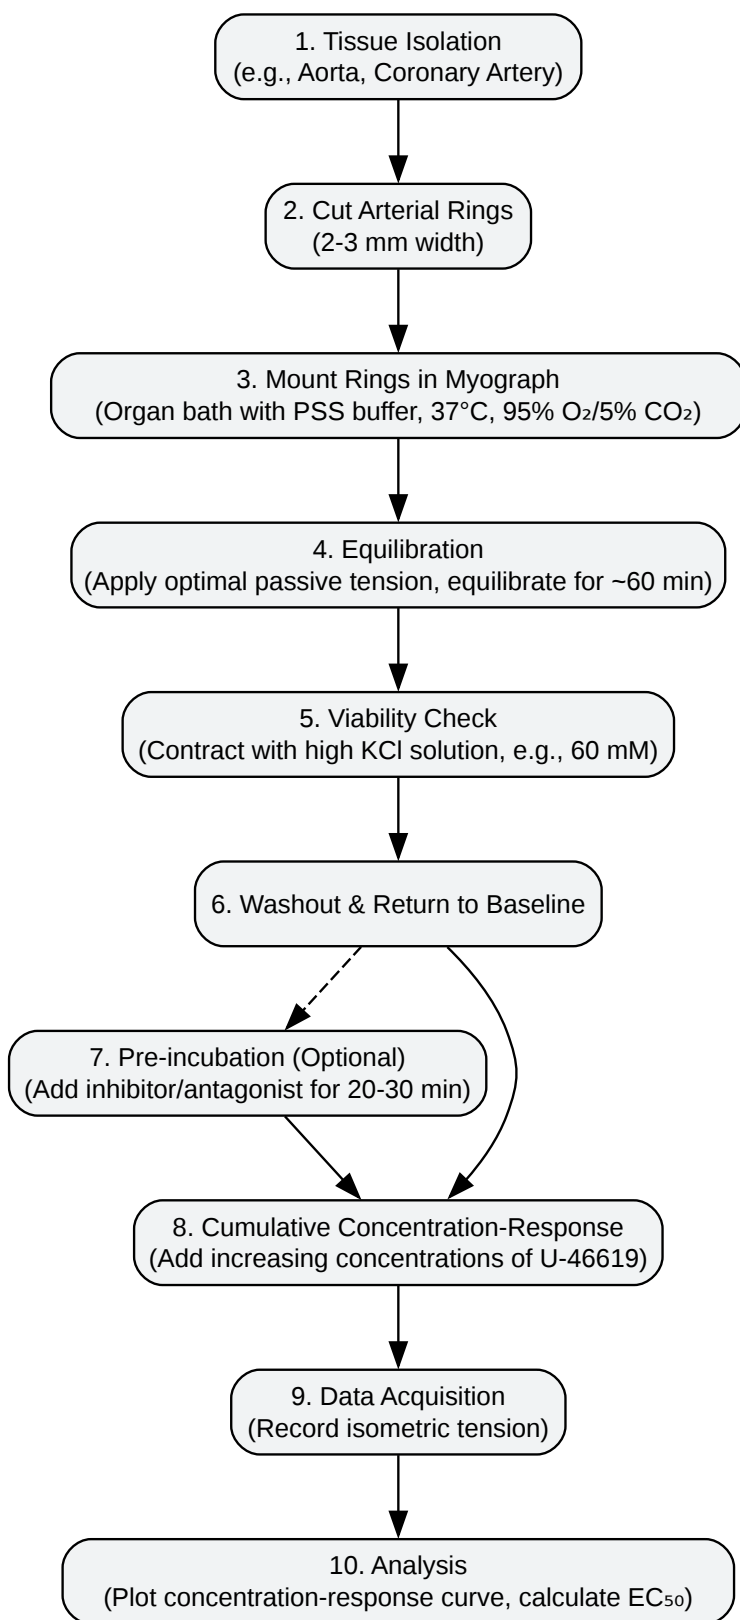 1. Tissue Isolation
(e.g., Aorta, Coronary Artery)
2. Cut Arterial Rings
(2-3 mm width)
3. Mount Rings in Myograph
(Organ bath with PSS buffer, 37°C, 95% O₂/5% CO₂)
4. Equilibration
(Apply optimal passive tension, equilibrate for ~60 min)
5. Viability Check
(Contract with high KCl solution, e.g., 60 mM)
6. Washout & Return to Baseline
7. Pre-incubation (Optional)
(Add inhibitor/antagonist for 20-30 min)
8. Cumulative Concentration-Response
(Add increasing concentrations of U-46619)
9. Data Acquisition
(Record isometric tension)
10. Analysis
(Plot concentration-response curve, calculate EC₅₀)